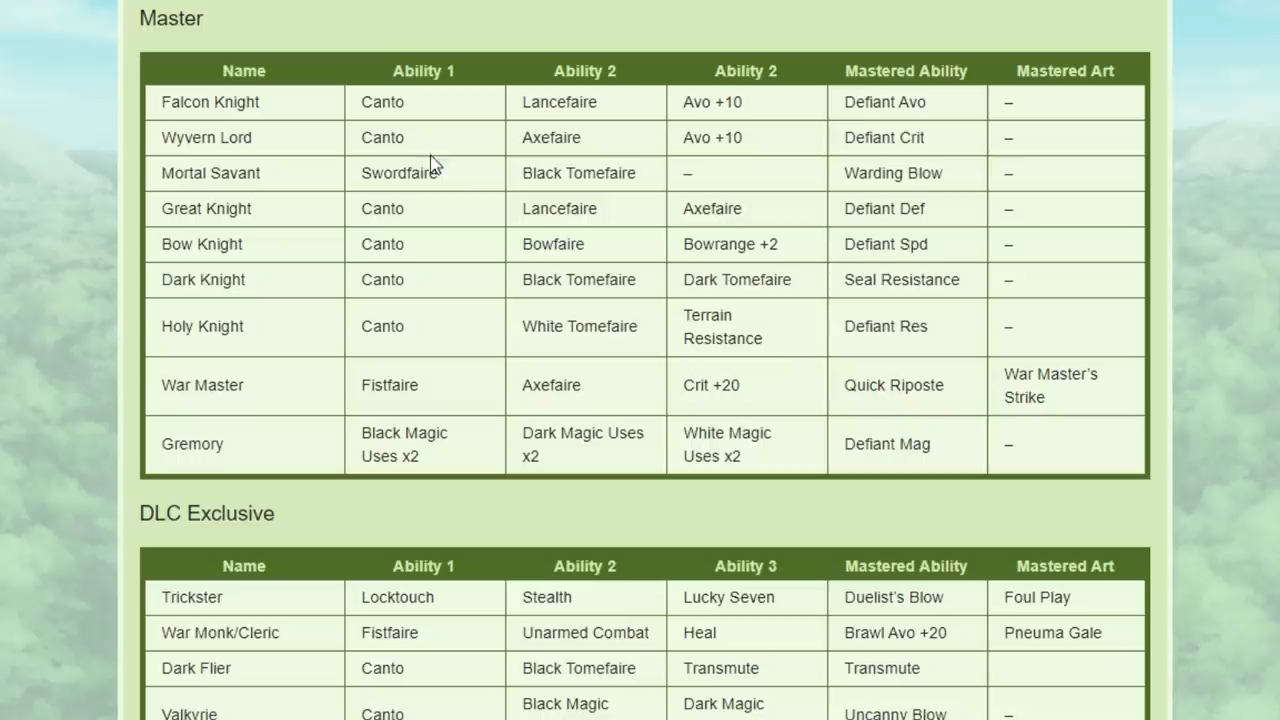 Master
Name Ability 1 Ability 2 Ability 2 Mastered Ability Mastered Art
Falcon Knight Canto Lancefaire Avo +10 Defiant Avo –
Wyvern Lord Canto Axefaire Avo +10 Defiant Crit –
Mortal Savant Swordfaire Black Tomefaire – Warding Blow –
Great Knight Canto Lancefaire Axefaire Defiant Def –
Bow Knight Canto Bowfaire Bowrange +2 Defiant Spd –
Dark Knight Canto Black Tomefaire Dark Tomefaire Seal Resistance –
Holy Knight Canto White Tomefaire Terrain Resistance Defiant Res –
War Master Fistfaire Axefaire Crit +20 Quick Riposte War Master’s Strike
Gremory Black Magic Uses x2 Dark Magic Uses x2 White Magic Uses x2 Defiant Mag –
DLC Exclusive
Name Ability 1 Ability 2 Ability 3 Mastered Ability Mastered Art
Trickster Locktouch Stealth Lucky Seven Duelist’s Blow Foul Play
War Monk/Cleric Fistfaire Unarmed Combat Heal Brawl Avo +20 Pneuma Gale
Dark Flier Canto Black Tomefaire Transmute Transmute
Valkyrie Canto Black Magic Dark Magic Uncanny Blow –